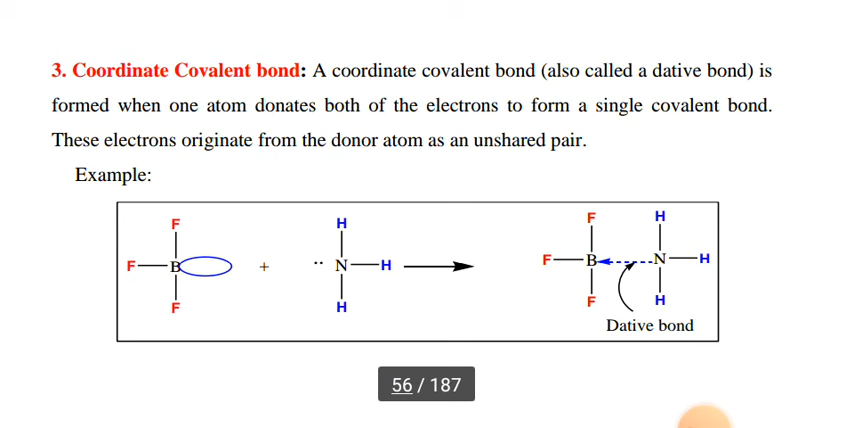 3. Coordinate Covalent bond: A coordinate covalent bond (also called a dative bond) is
formed when one atom donates both of the electrons to form a single covalent bond.
These electrons originate from the donor atom as an unshared pair.
Example:
F H F H
F B + .. N H F B N H
F H F H
Dative bond
56 / 187